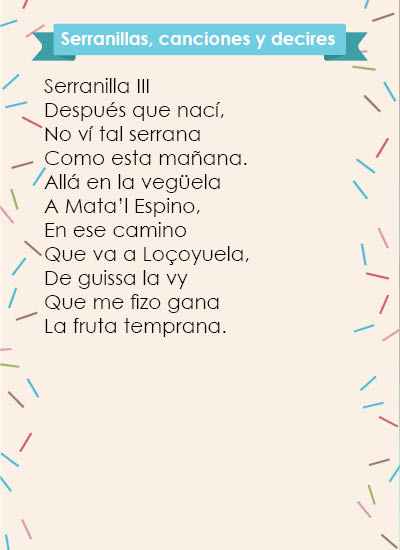 Serranillas, canciones y decires
Serranilla III
Después que nací,
No ví tal serrana
Como esta mañana.
Allá en la vegüela
A Mata'l Espino,
En ese camino
Que va a Loçoyuela,
De guissa la vy
Que me fizo gana
La fruta temprana.